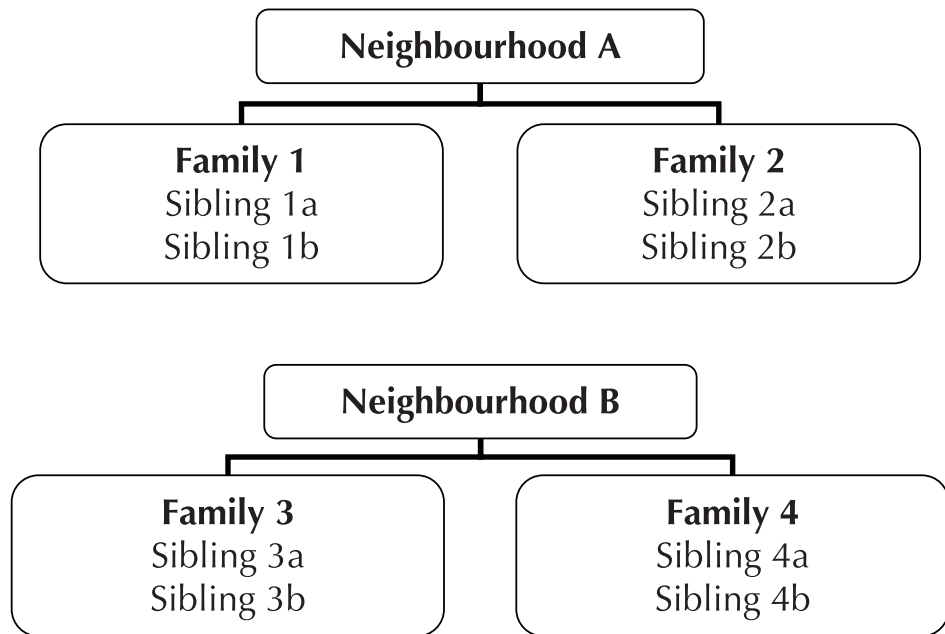 Neighbourhood A
Family 1
Sibling 1a
Sibling 1b
Family 2
Sibling 2a
Sibling 2b
Neighbourhood B
Family 3
Sibling 3a
Sibling 3b
Family 4
Sibling 4a
Sibling 4b